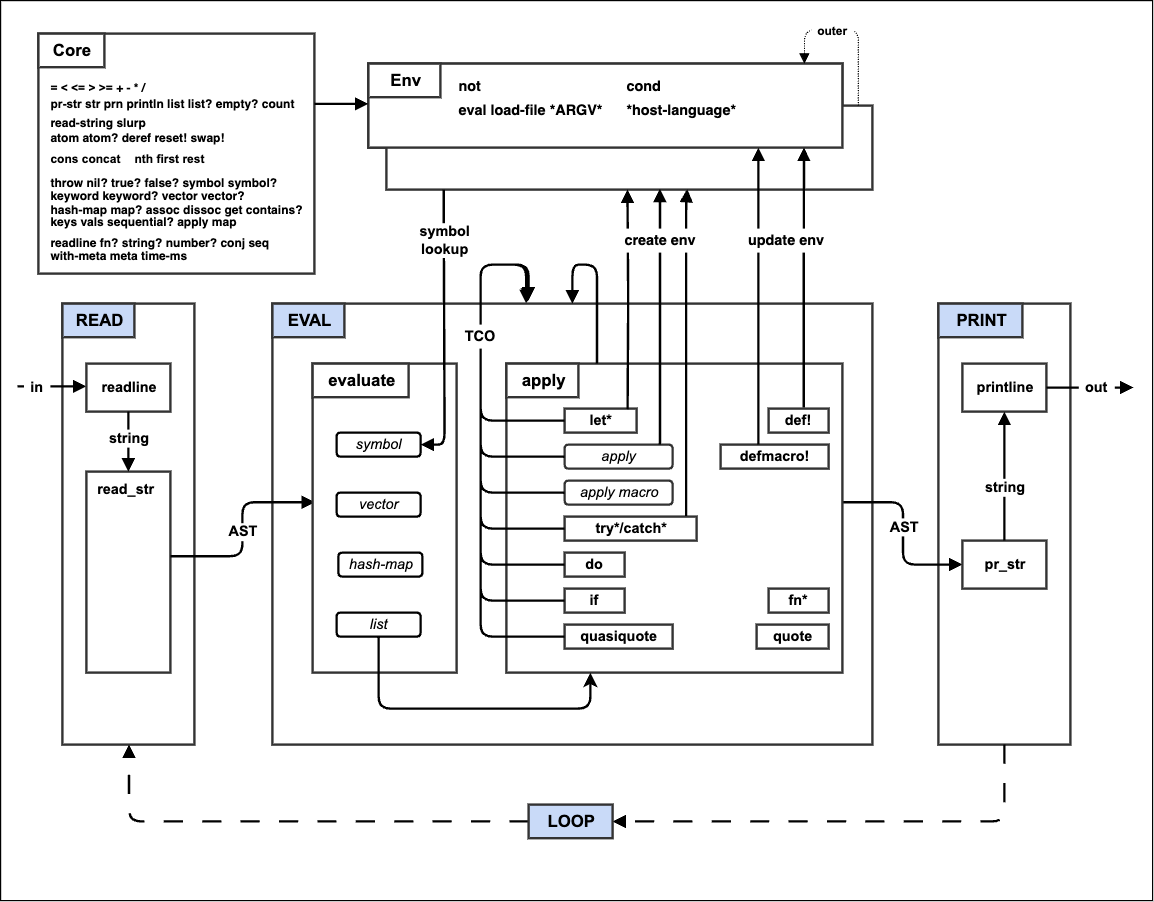 outer
Core
= < <= > >= + - * /
pr-str str prn println list list? empty? count
read-string slurp
atom atom? deref reset! swap!
cons concat nth first rest
throw nil? true? false? symbol symbol?
keyword keyword? vector vector?
hash-map map? assoc dissoc get contains?
keys vals sequential? apply map
readline fn? string? number? conj seq
with-meta meta time-ms
Env
not cond
eval load-file *ARGV* *host-language*
symbol
lookup
create env
update env
READ
in
readline
string
read_str
AST
EVAL
TCO
evaluate
symbol
vector
hash-map
list
apply
let*
def!
apply
defmacro!
apply macro
try*/catch*
do
if
fn*
quasiquote
quote
AST
PRINT
printline
out
string
pr_str
LOOP